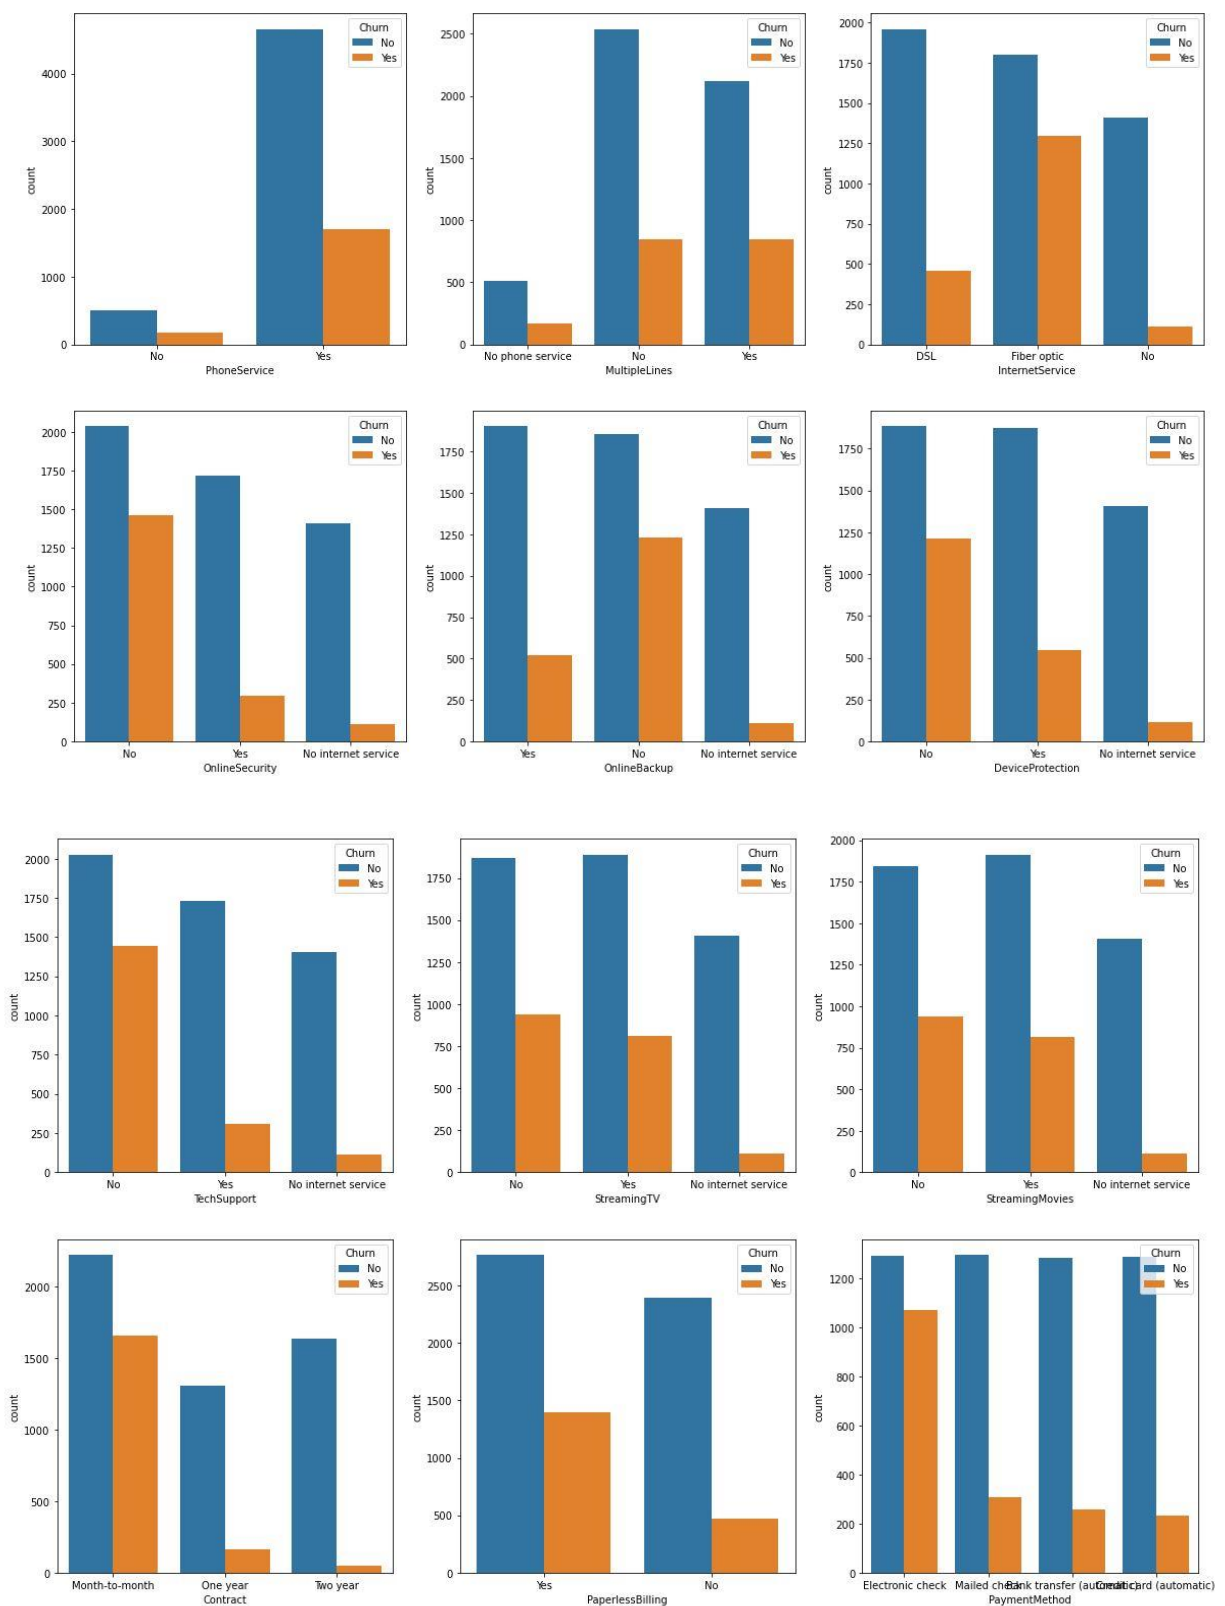 Churn
No
Yes
4000
3000
2000
1000
0
count
No Yes
PhoneService
Churn
No
Yes
2500
2000
1500
1000
500
0
count
No phone service No Yes
MultipleLines
Churn
No
Yes
2000
1750
1500
1250
1000
750
500
250
0
count
DSL Fiber optic No
InternetService
Churn
No
Yes
2000
1750
1500
1250
1000
750
500
250
0
count
No Yes No internet service
OnlineSecurity
Churn
No
Yes
1750
1500
1250
1000
750
500
250
0
count
Yes No No internet service
OnlineBackup
Churn
No
Yes
1750
1500
1250
1000
750
500
250
0
count
No Yes No internet service
DeviceProtection
Churn
No
Yes
2000
1750
1500
1250
1000
750
500
250
0
count
No Yes No internet service
TechSupport
Churn
No
Yes
1750
1500
1250
1000
750
500
250
0
count
No Yes No internet service
StreamingTV
Churn
No
Yes
2000
1750
1500
1250
1000
750
500
250
0
count
No Yes No internet service
StreamingMovies
Churn
No
Yes
2000
1500
1000
500
0
count
Month-to-month One year Two year
Contract
Churn
No
Yes
2500
2000
1500
1000
500
0
count
Yes No
PaperlessBilling
Churn
No
Yes
1200
1000
800
600
400
200
0
count
Electronic check Mailed check Bank transfer (automatic) Credit card (automatic)
PaymentMethod